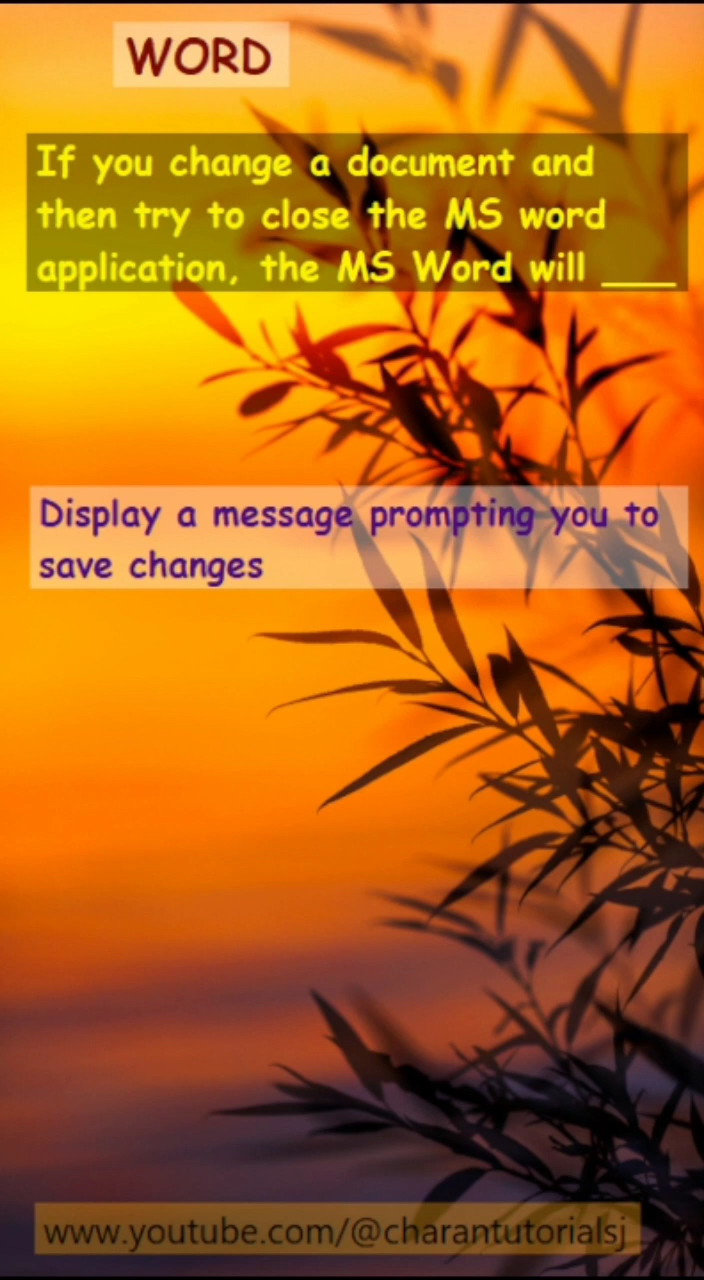 WORD
If you change a document and
then try to close the MS word
application, the MS Word will ___
Display a message prompting you to
save changes
www.youtube.com/@charantutorialsj